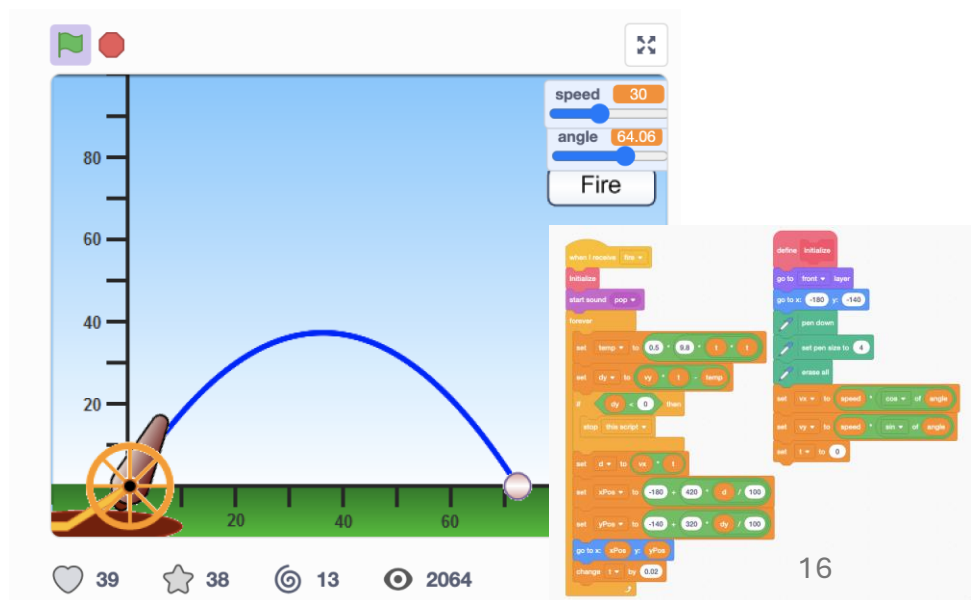 speed 30
angle 64.06
Fire
80
60
40
20
20 40 60
39 38 13 2064
when I receive fire
Initialize
start sound pop
forever
set temp to 0.5 * 9.8 * t * t
set dy to vy * t - temp
if dy < 0 then
stop this script
set d to vx * t
set xPos to -180 + 420 * d / 100
set yPos to -140 + 320 * dy / 100
go to x: xPos y: yPos
change t by 0.02
define Initialize
go to front layer
go to x: -180 y: -140
pen down
set pen size to 4
erase all
set vx to speed * cos of angle
set vy to speed * sin of angle
set t to 0
16